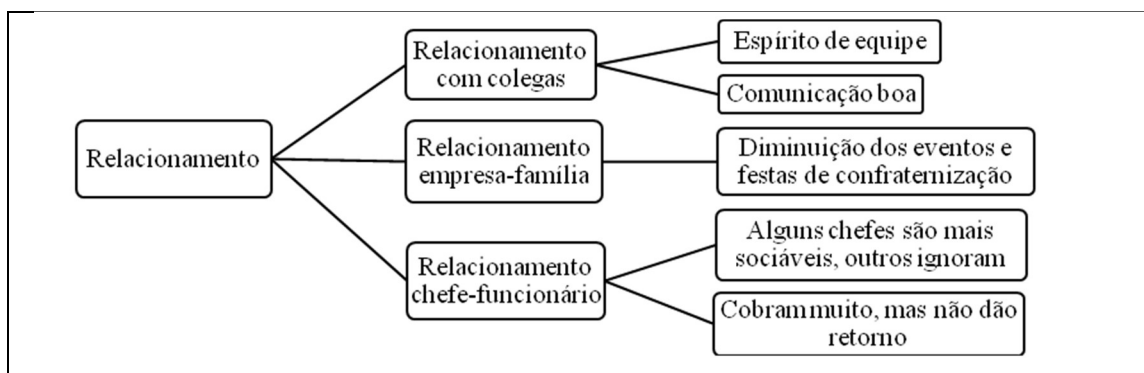 Relacionamento
Relacionamento
com colegas
Espírito de equipe
Comunicação boa
Relacionamento
empresa-família
Diminuição dos eventos e
festas de confraternização
Relacionamento
chefe-funcionário
Alguns chefes são mais
sociáveis, outros ignoram
Cobram muito, mas não dão
retorno